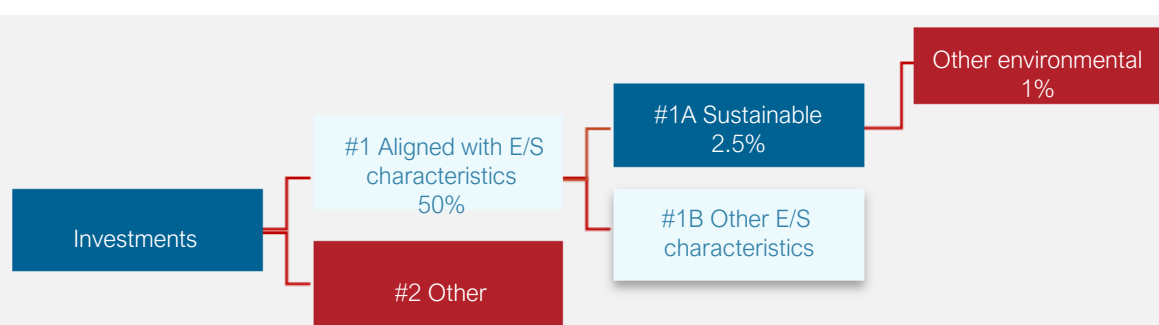 Investments
#1 Aligned with E/S
characteristics
50%
#2 Other
#1A Sustainable
2.5%
#1B Other E/S
characteristics
Other environmental
1%